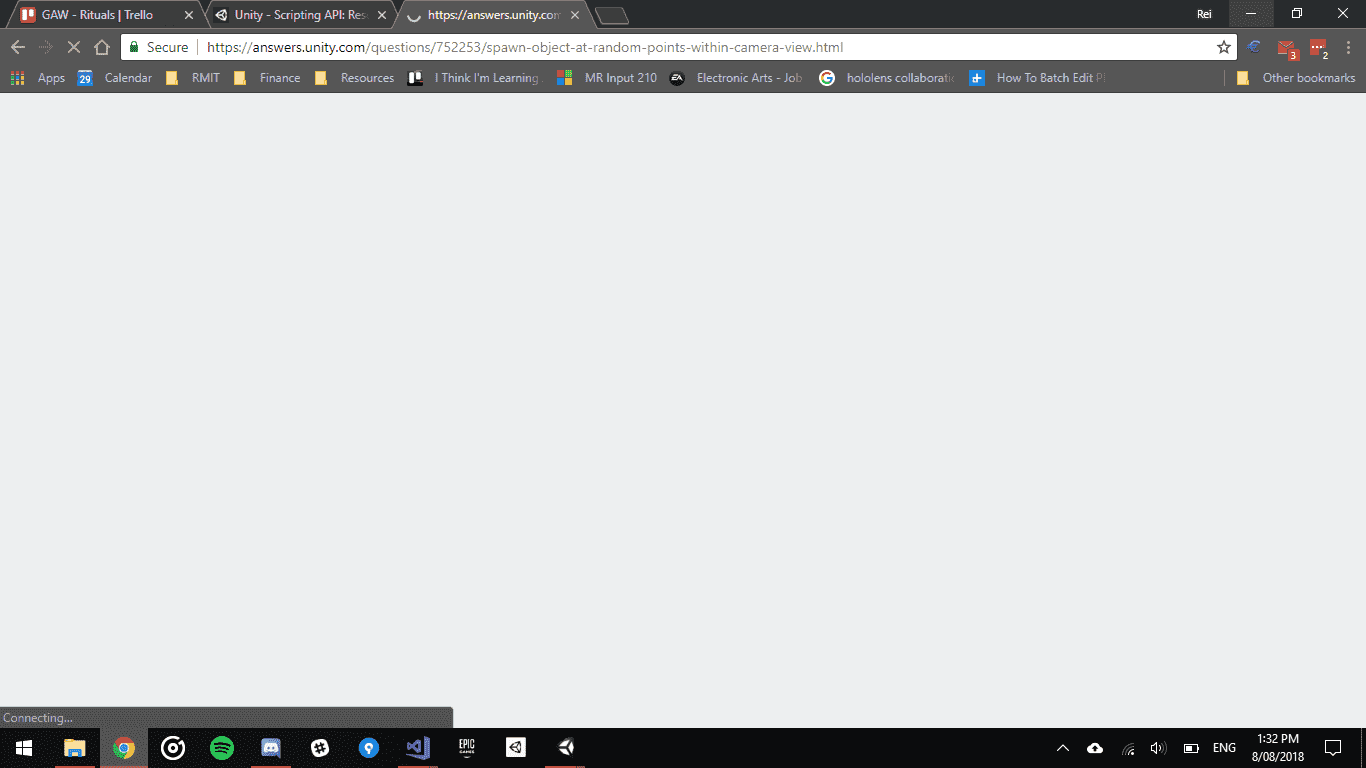 GAW - Rituals | Trello
Unity - Scripting API: Reso
https://answers.unity.com
Rei
Secure
https://answers.unity.com/questions/752253/spawn-object-at-random-points-within-camera-view.html
3
2
Apps
29
Calendar
RMIT
Finance
Resources
I Think I'm Learning
MR Input 210
EA
Electronic Arts - Job
hololens collaborati
How To Batch Edit P
Other bookmarks
Connecting...
EPIC
GAMES
ENG
1:32 PM
8/08/2018